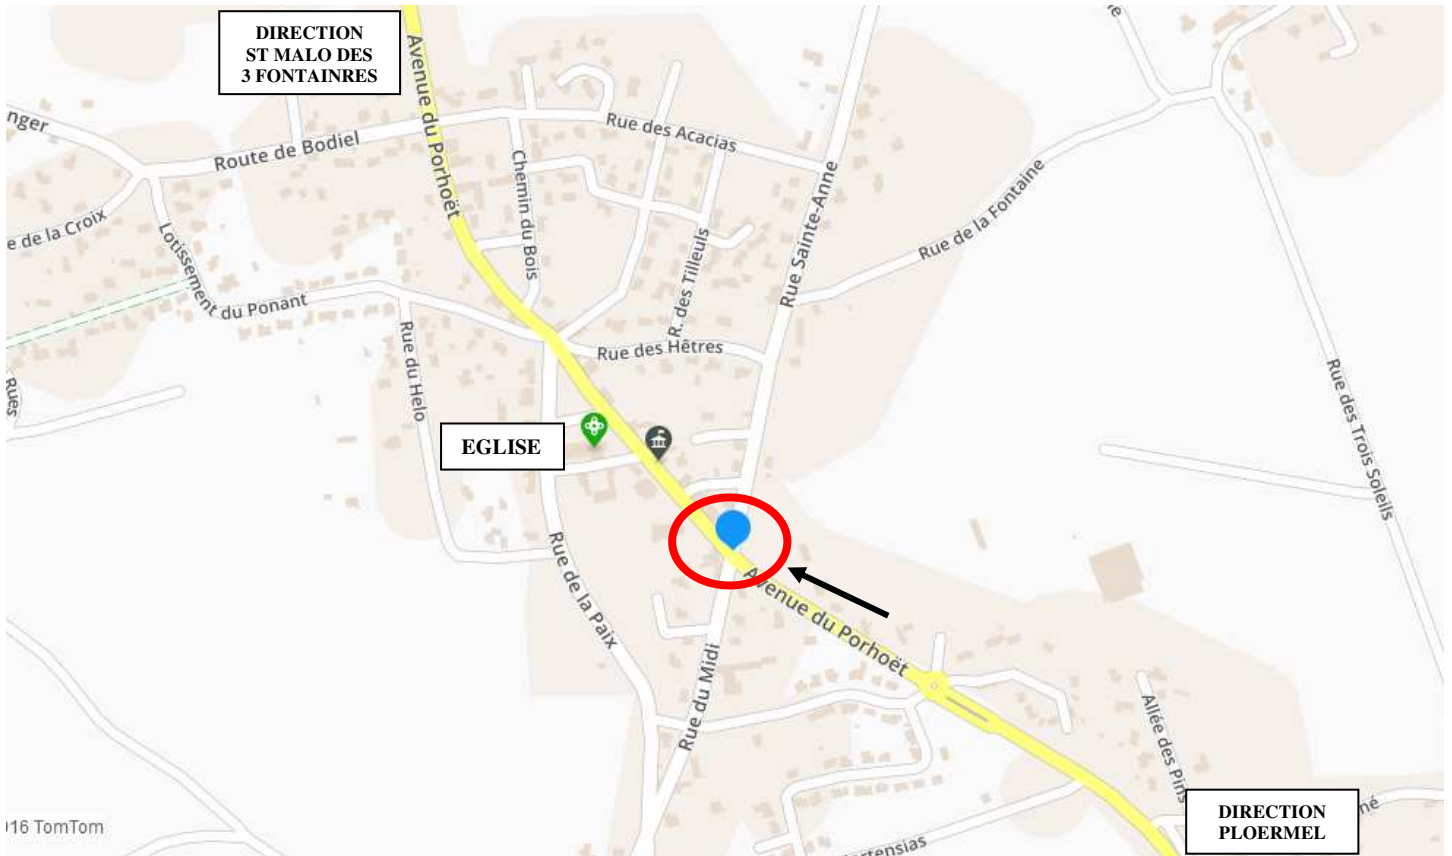 DIRECTION
ST MALO DES
3 FONTAINRES
Avenue du Porhoët
nger
Route de Bodiel
Rue des Acacias
Chemin du Bois
e de la Croix
Lotissement du Ponant
R. des Tilleuls
Rue Sainte-Anne
Rue de la Fontaine
Rue du Helo
Rue des Hêtres
Rues
Rue des Trois Soleils
EGLISE
Rue de la Paix
Avenue du Porhoët
Rue du Midi
Allée des Pins
DIRECTION
PLOERMEL
né
16 TomTom
rtensias